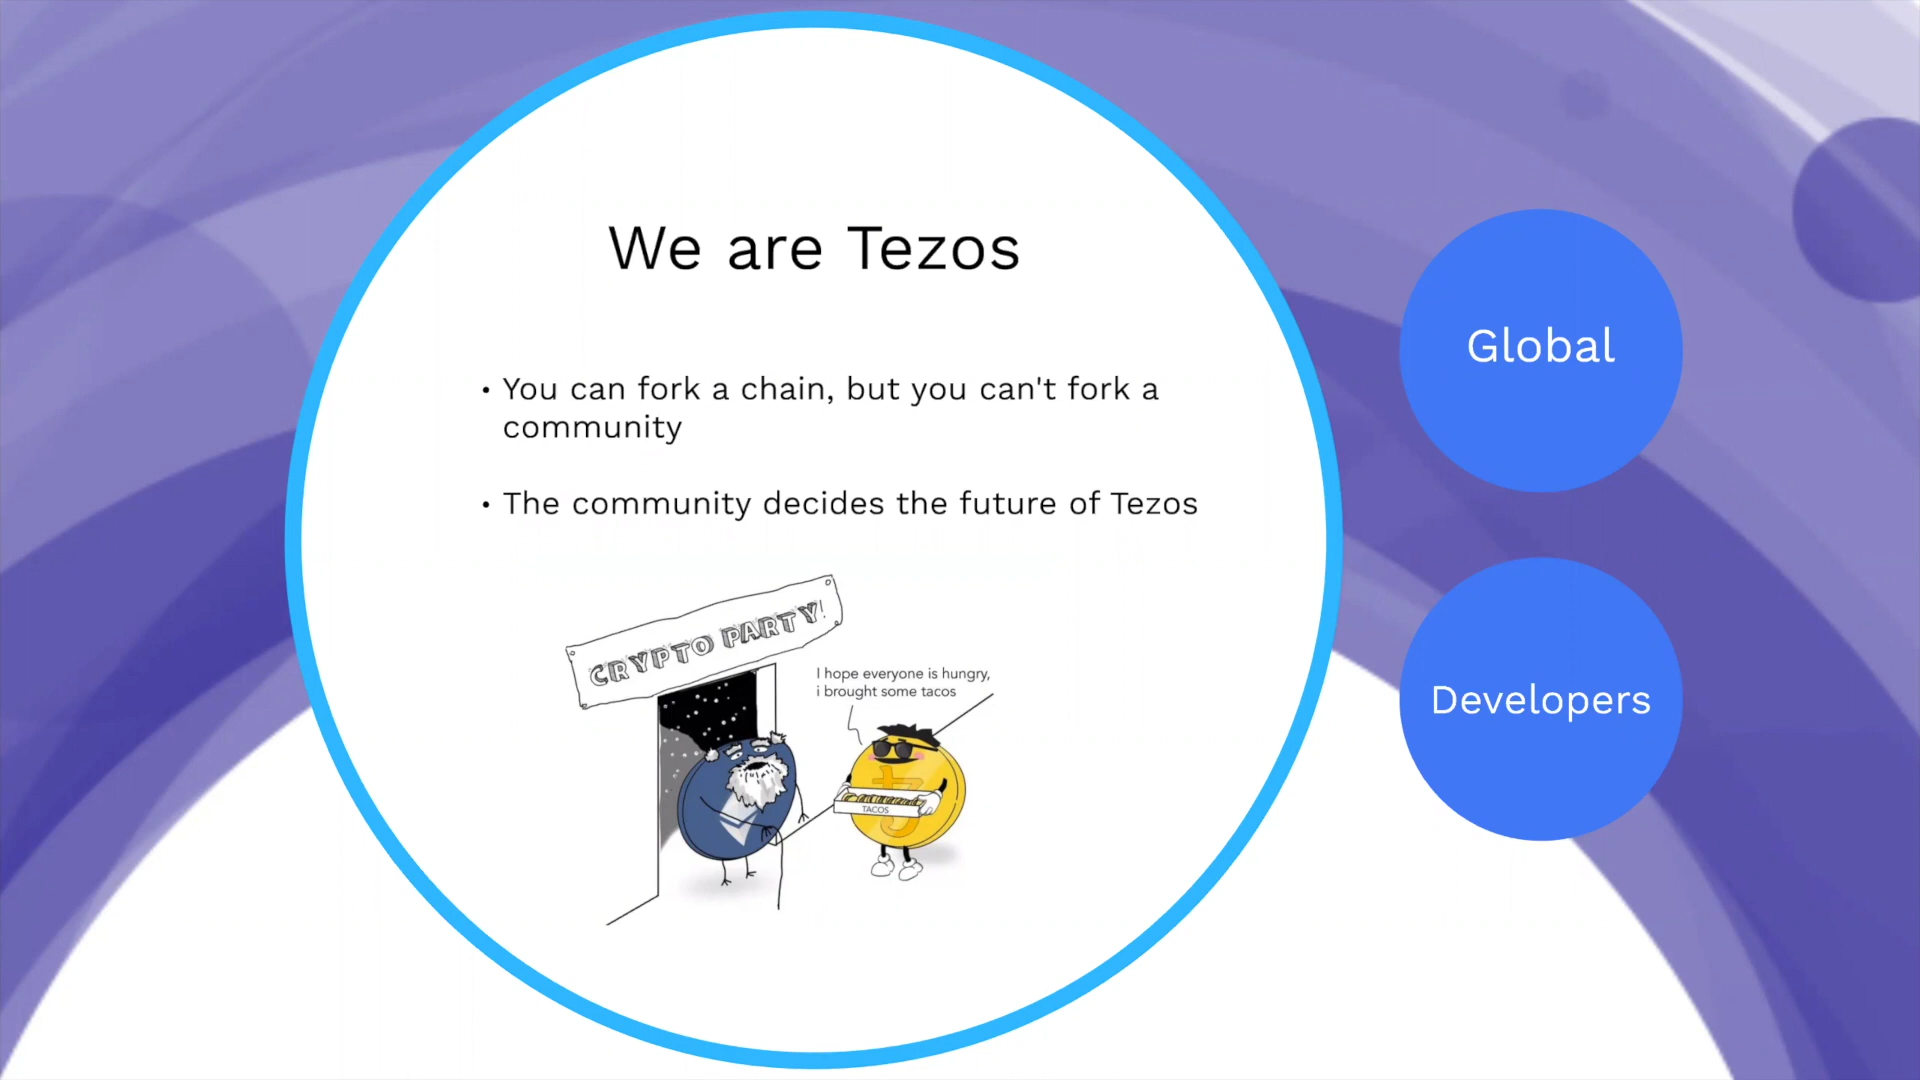 We are Tezos
• You can fork a chain, but you can't fork a
community
• The community decides the future of Tezos
CRYPTO PARTY!
I hope everyone is hungry,
i brought some tacos
TACOS
Global
Developers